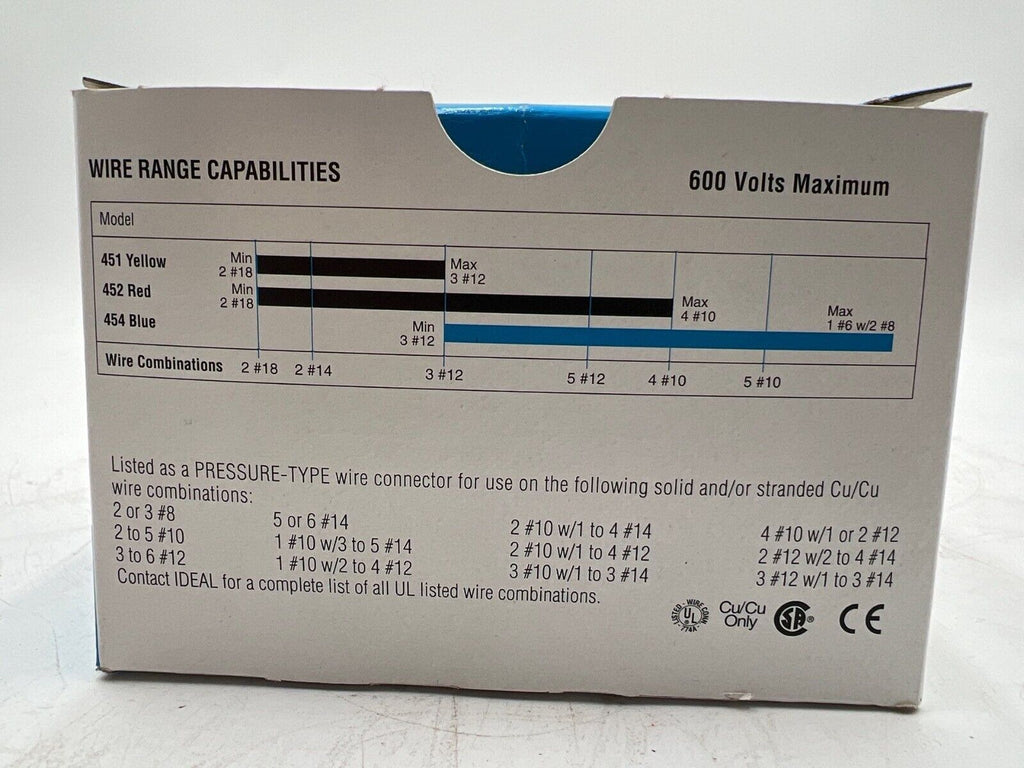 WIRE RANGE CAPABILITIES
600 Volts Maximum
Model
451 Yellow
Min
2 #18
Max
3 #12
452 Red
Min
2 #18
Max
4 #10
454 Blue
Min
3 #12
Max
1 #6 w/2 #8
Wire Combinations 2 #18 2 #14 3 #12 5 #12 4 #10 5 #10
Listed as a PRESSURE-TYPE wire connector for use on the following solid and/or stranded Cu/Cu
wire combinations:
2 or 3 #8 5 or 6 #14 2 #10 w/1 to 4 #14 4 #10 w/1 or 2 #12
2 to 5 #10 1 #10 w/3 to 5 #14 2 #10 w/1 to 4 #12 2 #12 w/2 to 4 #14
3 to 6 #12 1 #10 w/2 to 4 #12 3 #10 w/1 to 3 #14 3 #12 w/1 to 3 #14
Contact IDEAL for a complete list of all UL listed wire combinations.
LISTED - WIRE CONN. 774A
UL
Cu/Cu
Only
SA®
CE